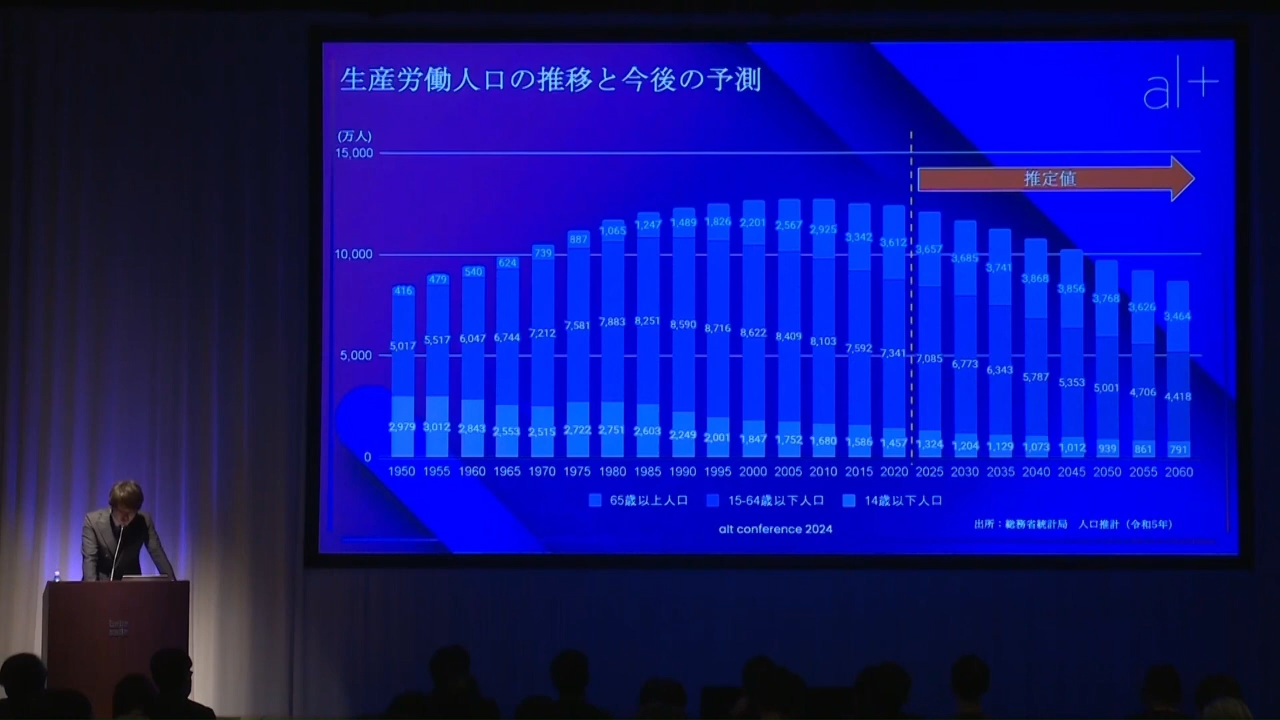 生産労働人口の推移と今後の予測
al+
(万人)
15,000
推定値
10,000
5,000
0
416 479 540 624 739 887 1,065 1,247 1,489 1,826 2,201 2,567 2,925 3,342 3,612 3,657 3,685 3,741 3,868 3,856 3,768 3,626 3,464
5,017 5,517 6,047 6,744 7,212 7,581 7,883 8,251 8,590 8,716 8,622 8,409 8,103 7,592 7,341 7,085 6,773 6,343 5,787 5,353 5,001 4,706 4,418
2,979 3,012 2,843 2,553 2,515 2,722 2,751 2,603 2,249 2,001 1,847 1,752 1,680 1,586 1,457 1,324 1,204 1,129 1,073 1,012 939 861 791
1950 1955 1960 1965 1970 1975 1980 1985 1990 1995 2000 2005 2010 2015 2020 2025 2030 2035 2040 2045 2050 2055 2060
65歳以上人口 15-64歳以下人口 14歳以下人口
alt conference 2024
出所：総務省統計局 人口推計（令和5年）